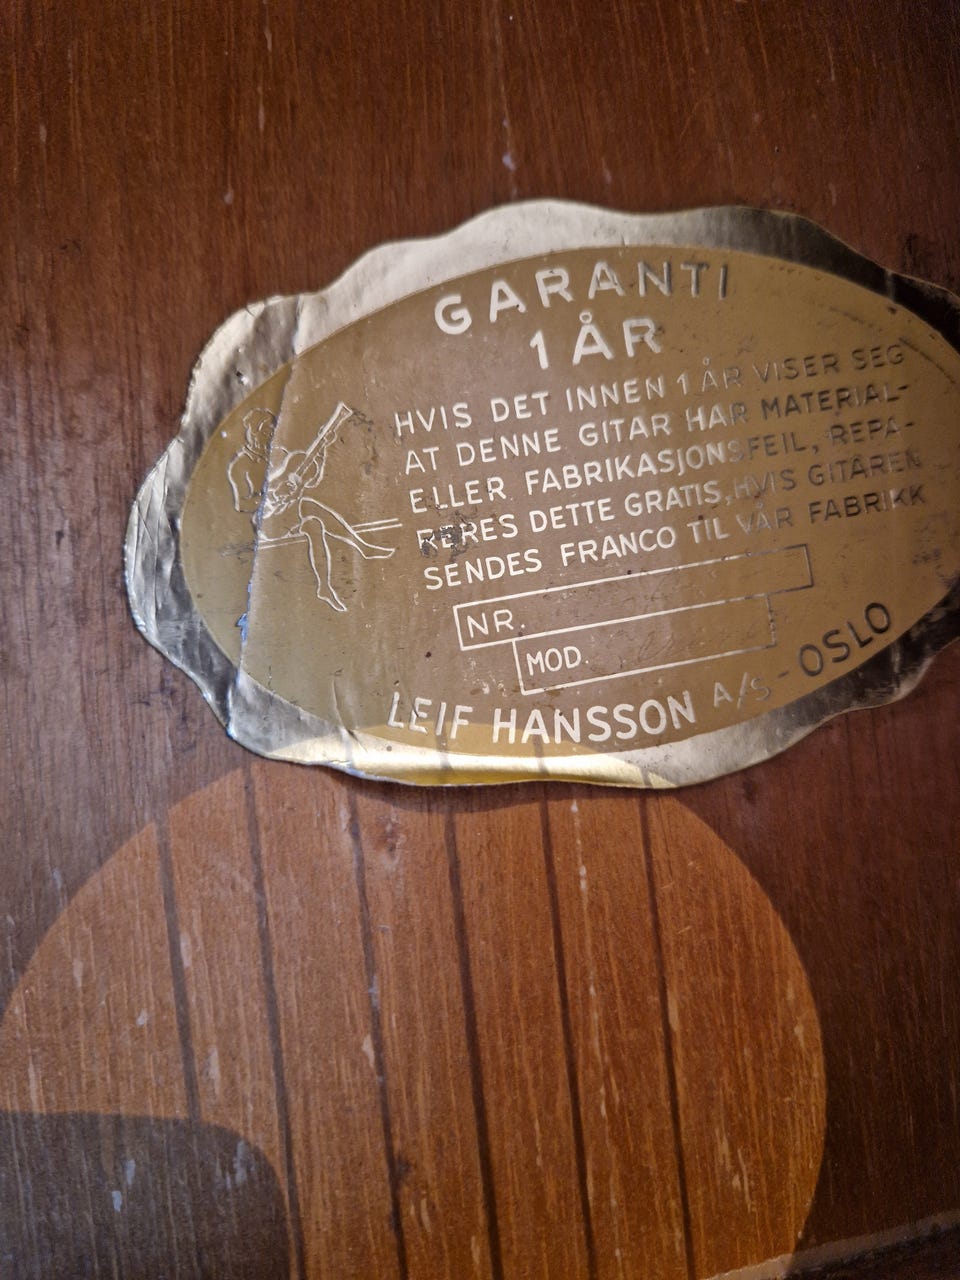 GARANTI
1 ÅR
HVIS DET INNEN 1 ÅR VISER SEG
AT DENNE GITAR HAR MATERIAL-
ELLER FABRIKASJONSFEIL, REPA-
RERES DETTE GRATIS, HVIS GITAREN
SENDES FRANCO TIL VÅR FABRIKK
NR.
MOD.
LEIF HANSSON A/S - OSLO